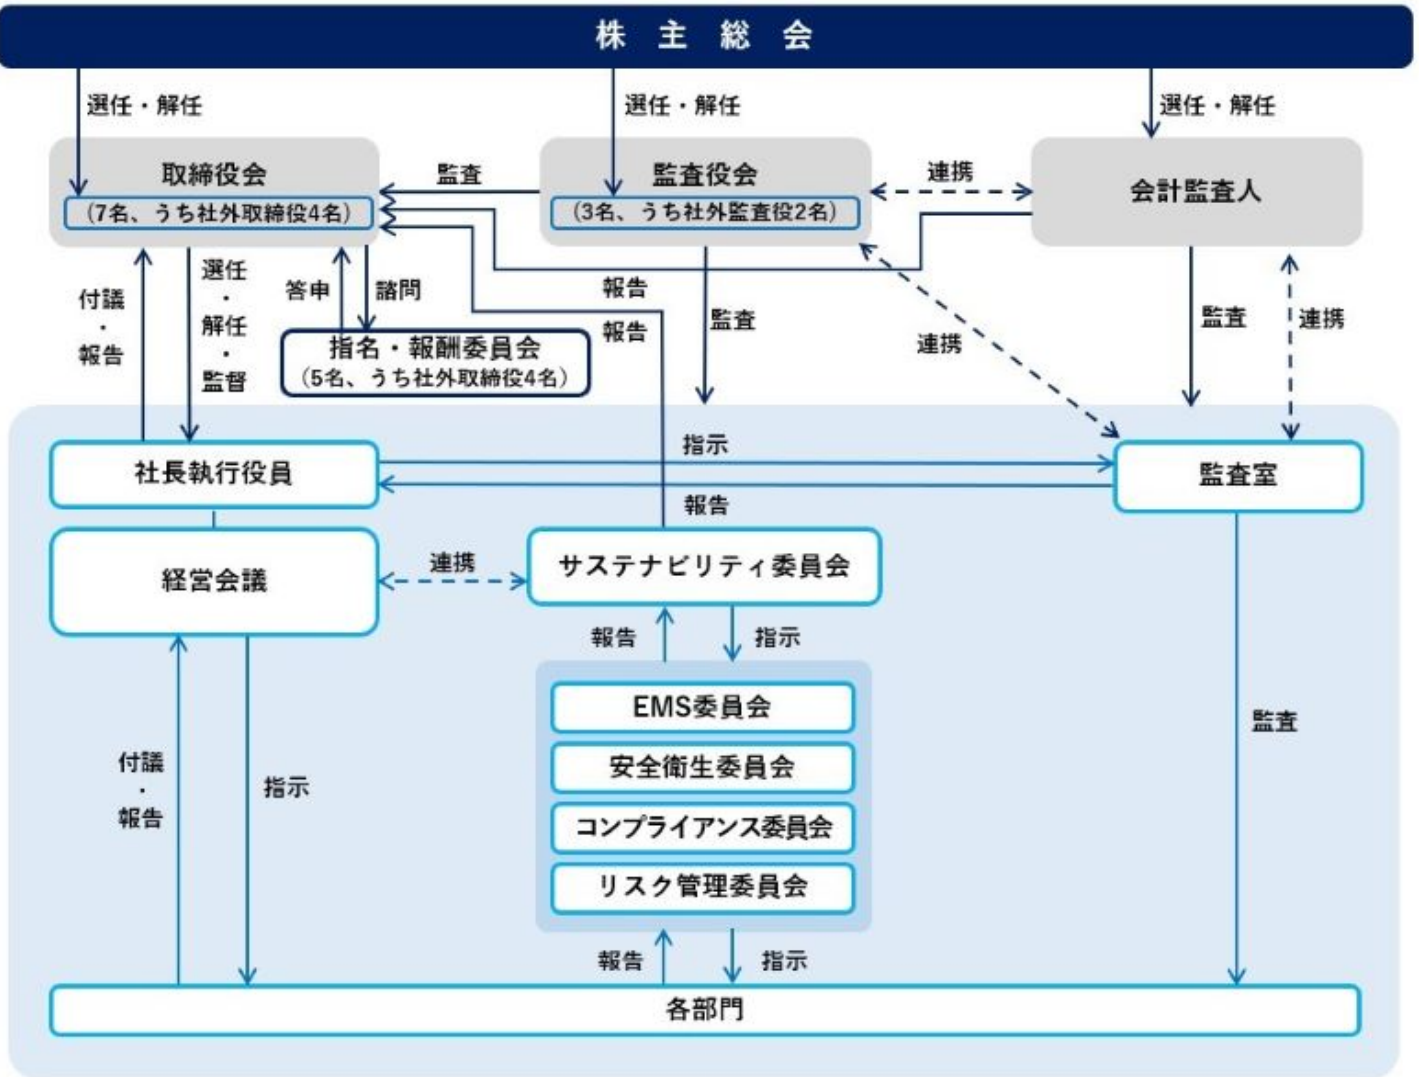 株主総会
選任・解任
選任・解任
選任・解任
取締役会
(7名、うち社外取締役4名)
監査
監査役会
(3名、うち社外監査役2名)
連携
会計監査人
付議
・
報告
選任
・
解任
・
監督
答申
諮問
報告
報告
監査
連携
監査
連携
指名・報酬委員会
(5名、うち社外取締役4名)
社長執行役員
指示
報告
監査室
経営会議
連携
サステナビリティ委員会
報告
指示
EMS委員会
安全衛生委員会
コンプライアンス委員会
リスク管理委員会
付議
・
報告
指示
監査
報告
指示
各部門